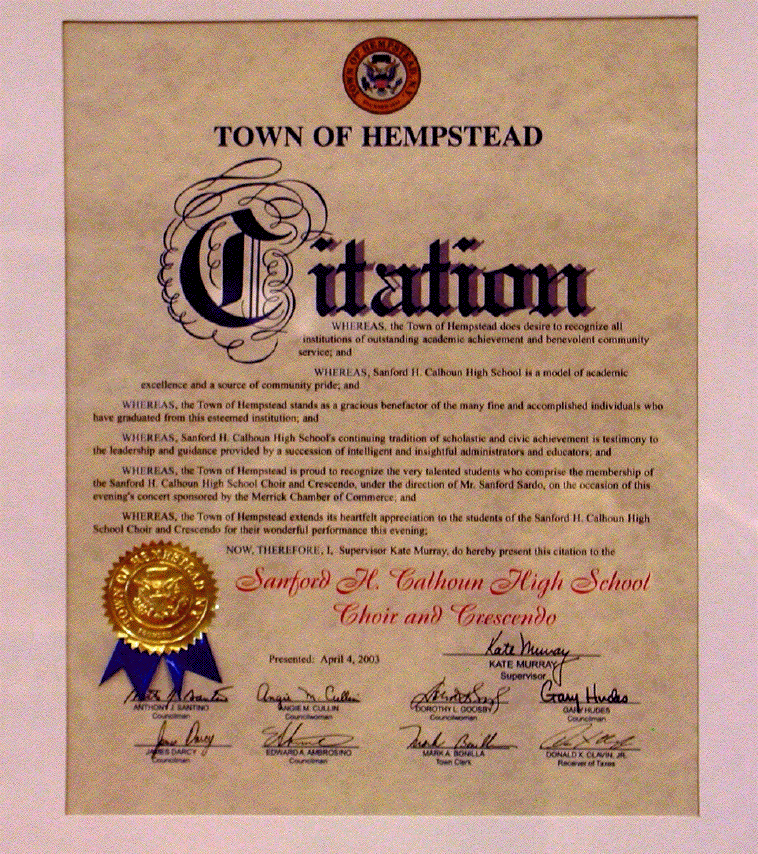 TOWN OF HEMPSTEAD, N.Y.
TOWN OF HEMPSTEAD
Citation
WHEREAS, the Town of Hempstead does desire to recognize all
institutions of outstanding academic achievement and benevolent community
service; and
WHEREAS, Sanford H. Calhoun High School is a model of academic
excellence and a source of community pride; and
WHEREAS, the Town of Hempstead stands as a gracious benefactor of the many fine and accomplished individuals who
have graduated from this esteemed institution; and
WHEREAS, Sanford H. Calhoun High School's continuing tradition of scholastic and civic achievement is testimony to
the leadership and guidance provided by a succession of intelligent and insightful administrators and educators; and
WHEREAS, the Town of Hempstead is proud to recognize the very talented students who comprise the membership of
the Sanford H. Calhoun High School Choir and Crescendo, under the direction of Mr. Sanford Sardo, on the occasion of this
evening's concert sponsored by the Merrick Chamber of Commerce; and
WHEREAS, the Town of Hempstead extends its heartfelt appreciation to the students of the Sanford H. Calhoun High
School Choir and Crescendo for their wonderful performance this evening;
NOW, THEREFORE, I, Supervisor Kate Murray, do hereby present this citation to the
Sanford H. Calhoun High School
Choir and Crescendo
TOWN OF HEMPSTEAD, N.Y.
Kate Murray
Presented: April 4, 2003
KATE MURRAY
Supervisor
Angie M. Cullin
Gary Hudes
ANTHONY J. SANTINO
ANGIE M. CULLIN
DOROTHY L. GOOSBY
GARY HUDES
Councilman
Councilwoman
Councilwoman
Councilman
JAMES DARCY
EDWARD A. AMBROSINO
MARK A. BONILLA
DONALD X. CLAVIN, JR.
Councilman
Councilman
Town Clerk
Receiver of Taxes